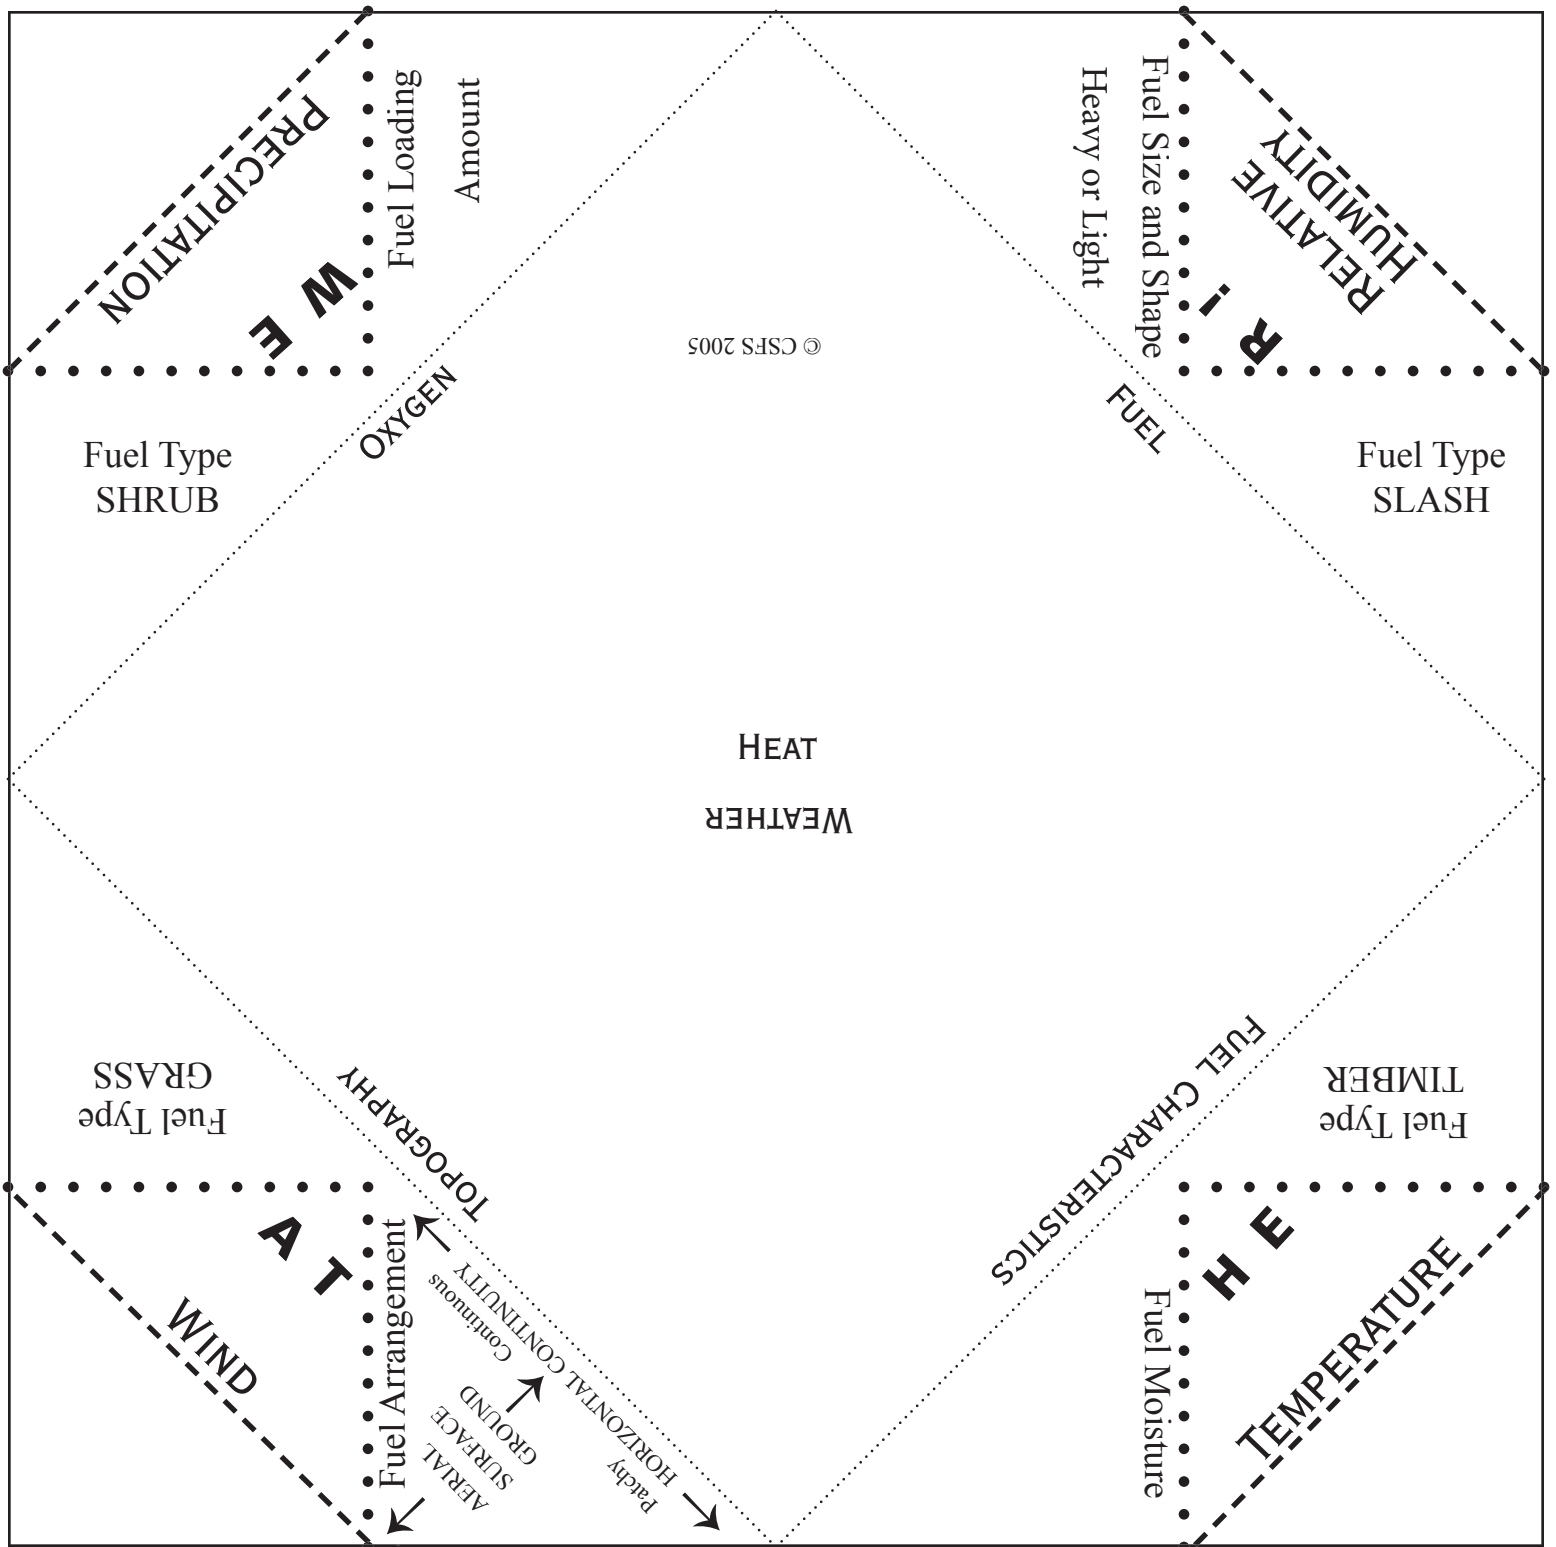 PRECIPITATION
W
E
Fuel Loading
Amount
OXYGEN
Fuel Type
SHRUB
Heavy or Light
Fuel Size and Shape
RELATIVE
HUMIDITY
R
!
FUEL
Fuel Type
SLASH
© CSFS 2005
HEAT
WEATHER
Fuel Type
GRASS
TOPOGRAPHY
A
T
WIND
Fuel Arrangement
HORIZONTAL CONTINUITY
Continuous
Patchy
AERIAL
SURFACE
GROUND
FUEL CHARACTERISTICS
Fuel Type
TIMBER
H
E
TEMPERATURE
Fuel Moisture